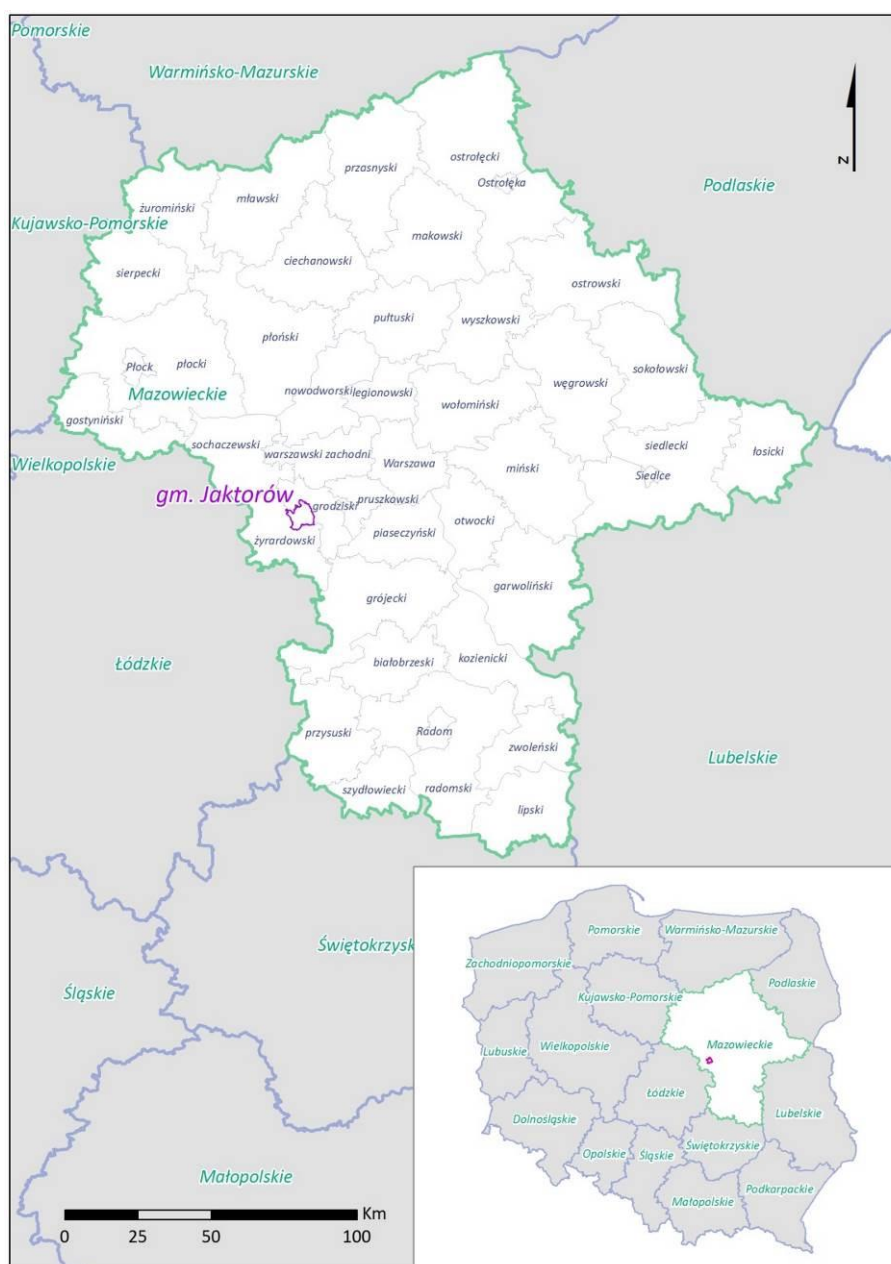 Pomorskie
Warmińsko-Mazurskie
ostrołęcki
przasnyski
N
Ostrołęka
Podlaskie
mławski
żuromiński
Kujawsko-Pomorskie
makowski
ciechanowski
sierpecki
ostrowski
pułtuski
wyszkowski
płoński
Płock
płocki
sokołowski
węgrowski
Mazowieckie
nowodworski
legionowski
wołomiński
gostyniński
sochaczewski
siedlecki
łosicki
warszawski zachodni
Warszawa
Wielkopolskie
miński
Siedlce
gm. Jaktorów
grodziski
pruszkowski
otwocki
piaseczyński
żyrardowski
garwoliński
grójecki
Łódzkie
białobrzeski
kozienicki
przysuski
Radom
zwoleński
Lubelskie
szydłowiecki
radomski
lipski
Świętokrzysk
Śląskie
Małopolskie
Km
0 25 50 100
Pomorskie
Warmińsko-Mazurskie
Zachodniopomorskie
Podlaskie
Kujawsko-Pomorskie
Mazowieckie
Lubuskie
Wielkopolskie
Łódzkie
Lubelskie
Dolnośląskie
Świętokrzyskie
Opolskie
Śląskie
Podkarpackie
Małopolskie